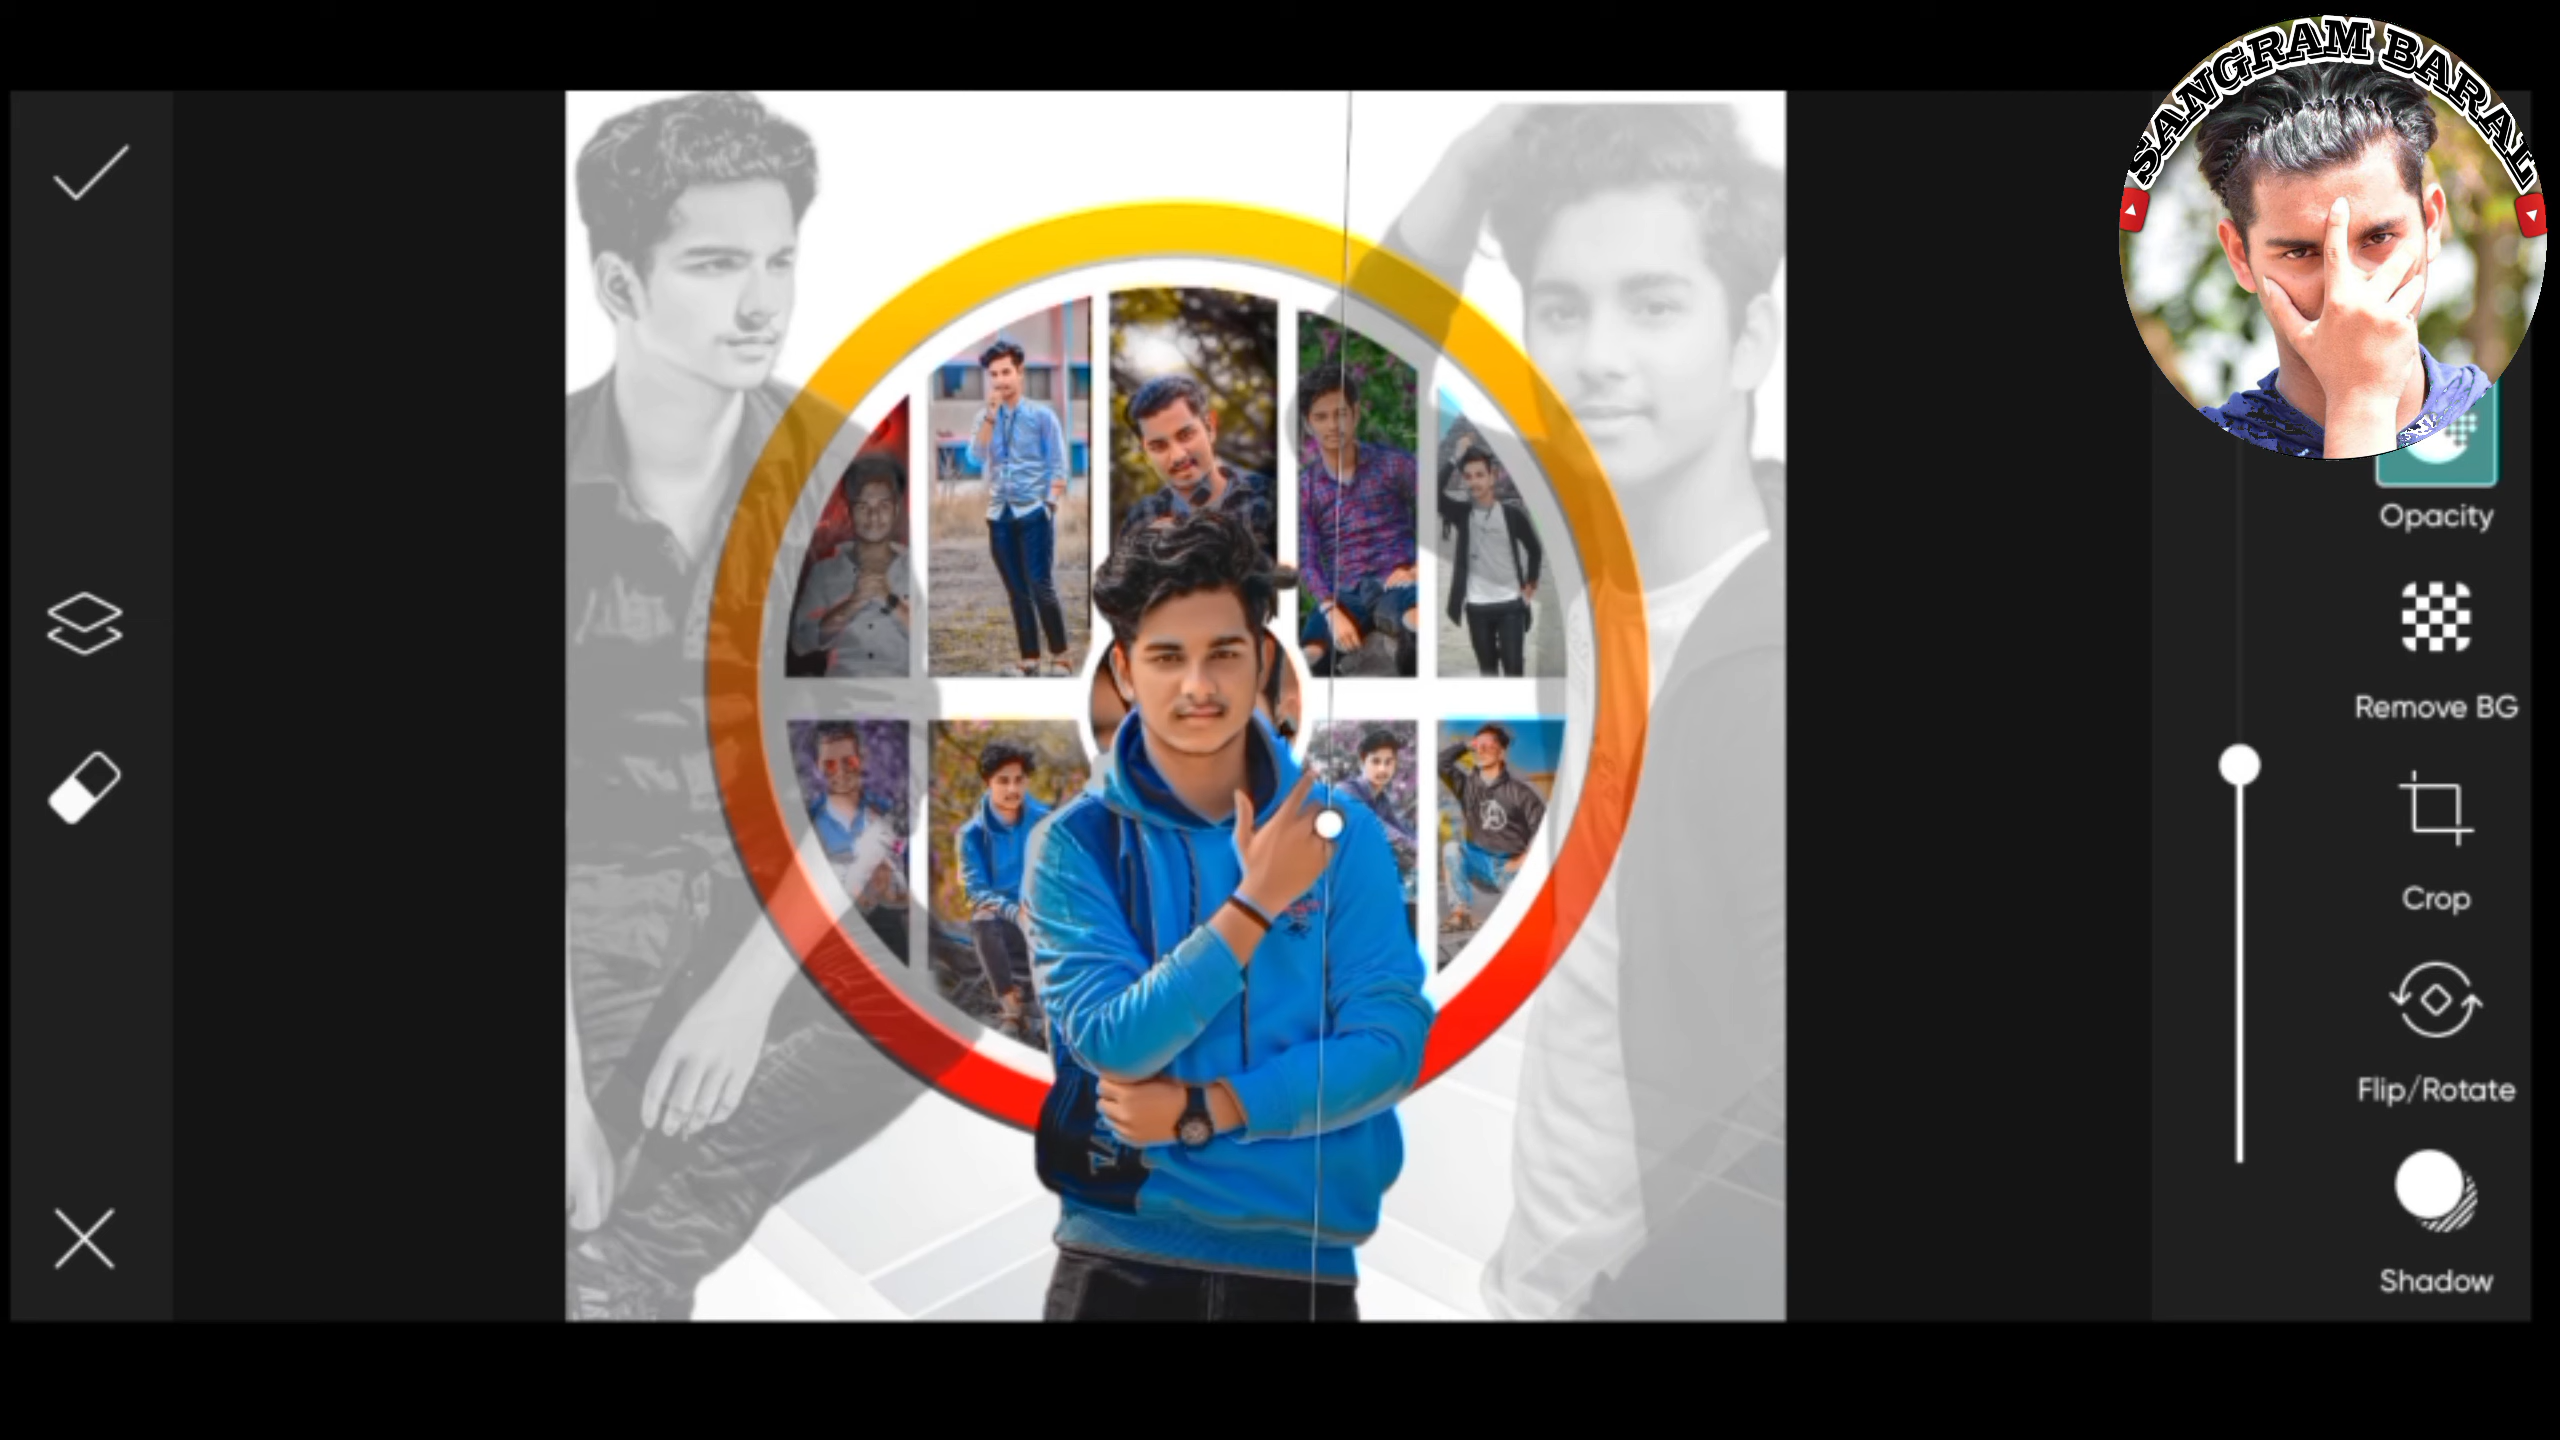 SANGRAM BARAL
Opacity
Remove BG
Crop
Flip/Rotate
Shadow